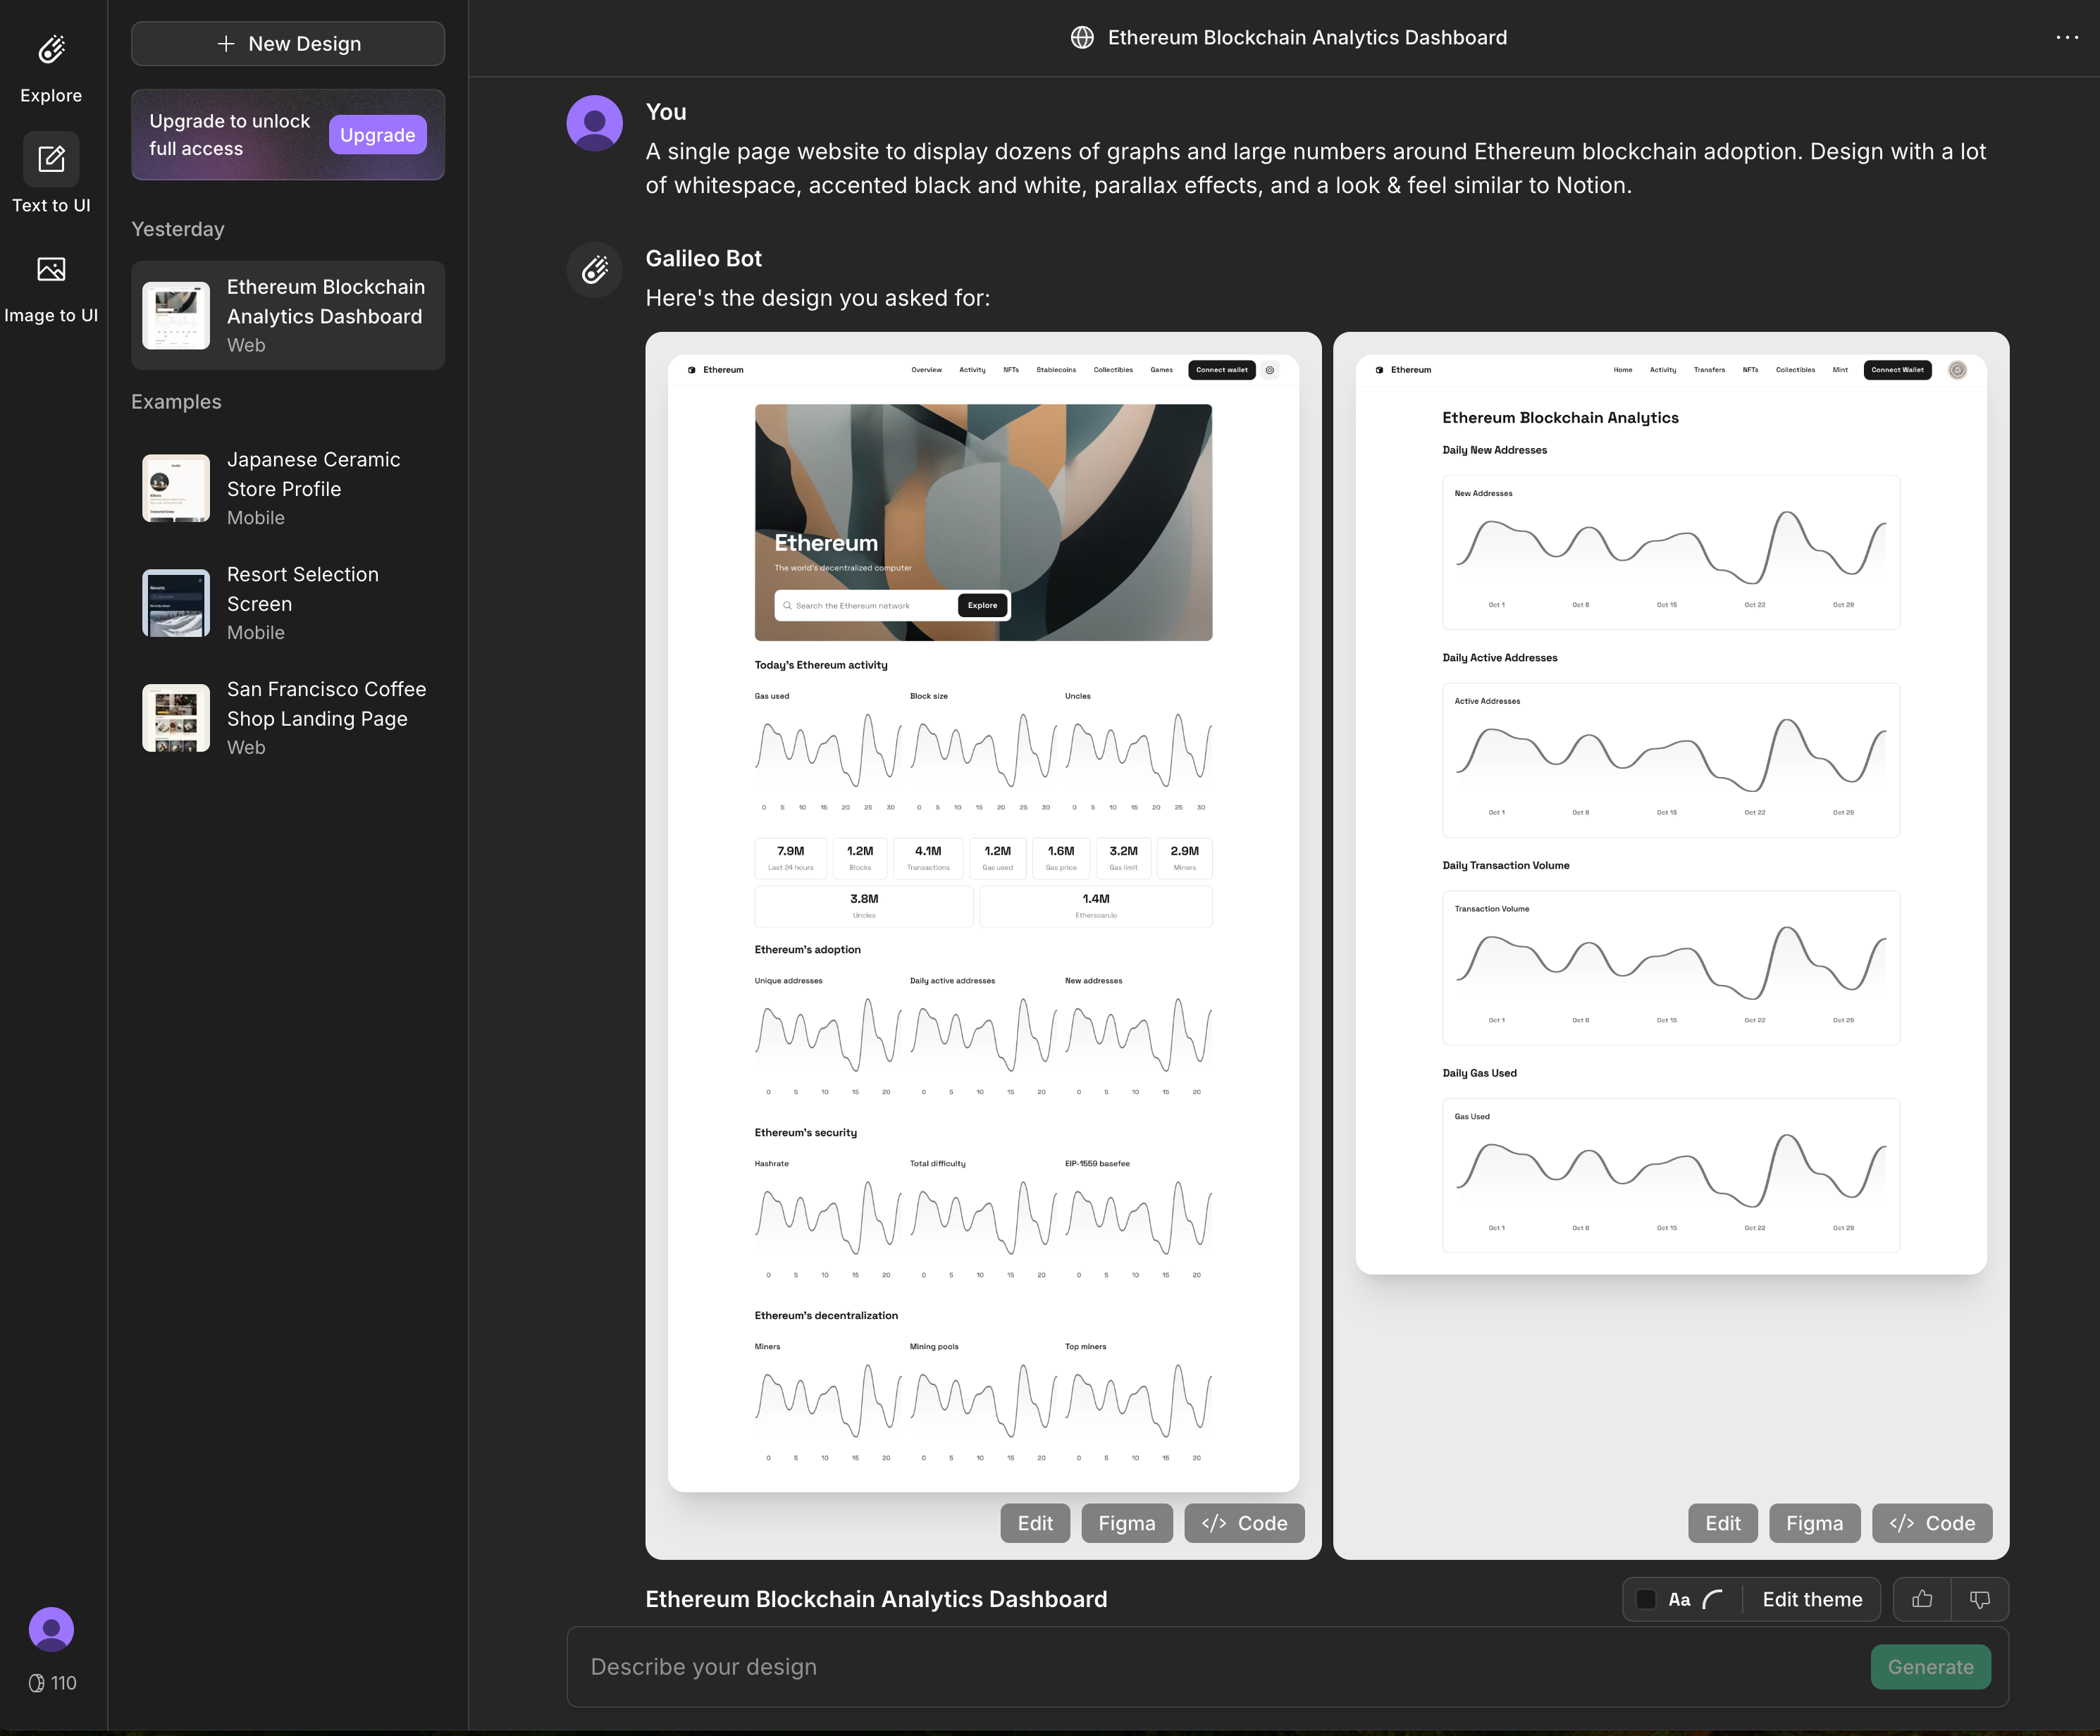 Explore
Text to UI
Image to UI
110
New Design
Upgrade to unlock
full access
Upgrade
Yesterday
Ethereum Blockchain
Analytics Dashboard
Web
Examples
Japanese Ceramic
Store Profile
Mobile
Resort Selection
Screen
Mobile
San Francisco Coffee
Shop Landing Page
Web
Ethereum Blockchain Analytics Dashboard
You
A single page website to display dozens of graphs and large numbers around Ethereum blockchain adoption. Design with a lot
of whitespace, accented black and white, parallax effects, and a look & feel similar to Notion.
Galileo Bot
Here's the design you asked for:
Ethereum
Overview Activity NFTs Stablecoins Collectibles Games Connect wallet
Ethereum
The world's decentralized computer
Search the Ethereum network Explore
Today's Ethereum activity
Gas used Block size Uncles
0 5 10 15 20 25 30 0 5 10 15 20 25 30 0 5 10 15 20 25 30
7.9M 1.2M 4.1M 1.2M 1.6M 3.2M 2.9M
Last 24 hours Blocks Transactions Gas used Gas price Gas limit Miners
3.8M 1.4M
Uncles Etherscan.io
Ethereum's adoption
Unique addresses Daily active addresses New addresses
0 5 10 15 20 0 5 10 15 20 0 5 10 15 20
Ethereum's security
Hashrate Total difficulty EIP-1559 basefee
0 5 10 15 20 0 5 10 15 20 0 5 10 15 20
Ethereum's decentralization
Miners Mining pools Top miners
0 5 10 15 20 0 5 10 15 20 0 5 10 15 20
Edit Figma </> Code
Ethereum
Home Activity Transfers NFTs Collectibles Mint Connect Wallet
Ethereum Blockchain Analytics
Daily New Addresses
New Addresses
Oct 1 Oct 8 Oct 15 Oct 22 Oct 29
Daily Active Addresses
Active Addresses
Oct 1 Oct 8 Oct 15 Oct 22 Oct 29
Daily Transaction Volume
Transaction Volume
Oct 1 Oct 8 Oct 15 Oct 22 Oct 29
Daily Gas Used
Gas Used
Oct 1 Oct 8 Oct 15 Oct 22 Oct 29
Edit Figma </> Code
Ethereum Blockchain Analytics Dashboard
Aa Edit theme
Describe your design
Generate